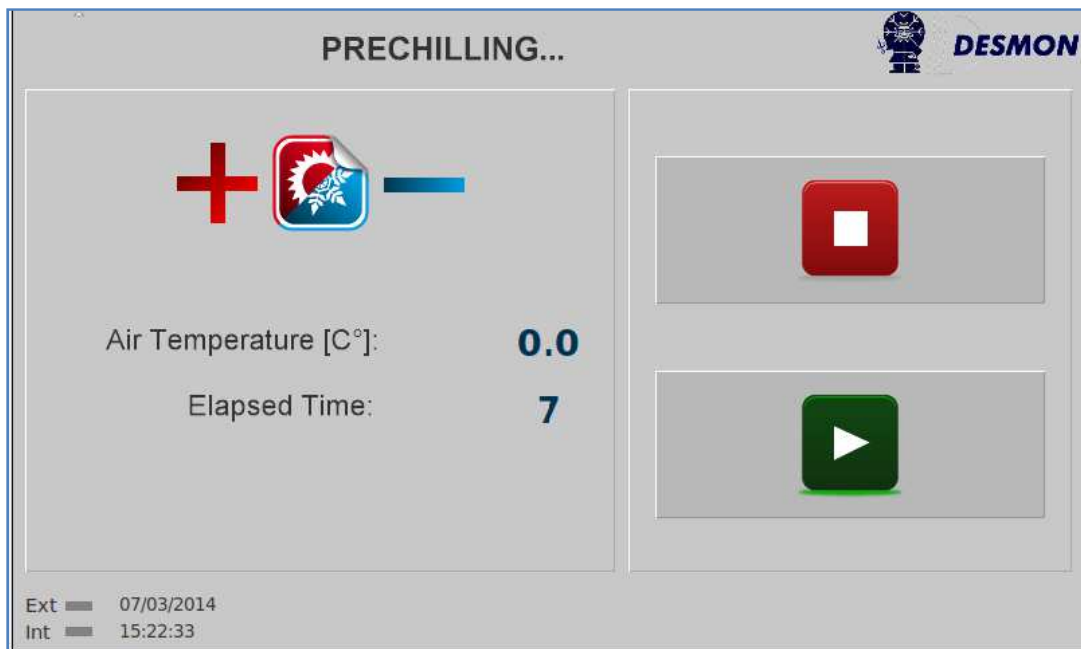 PRECHILLING...
DESMON
Air Temperature [C°]: 0.0
Elapsed Time: 7
Ext 07/03/2014
Int 15:22:33